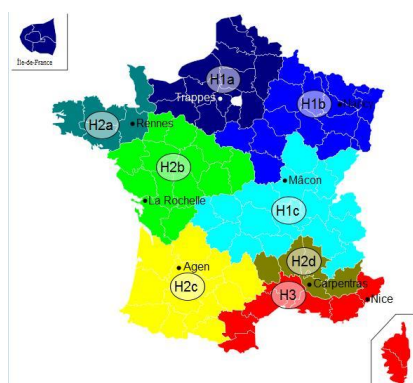 Île-de-France
H1a
Trappes
H1b
H2a
Rennes
H2b
Mâcon
La Rochelle
H1c
H2d
Agen
Carpentras
H2c
H3
Nice